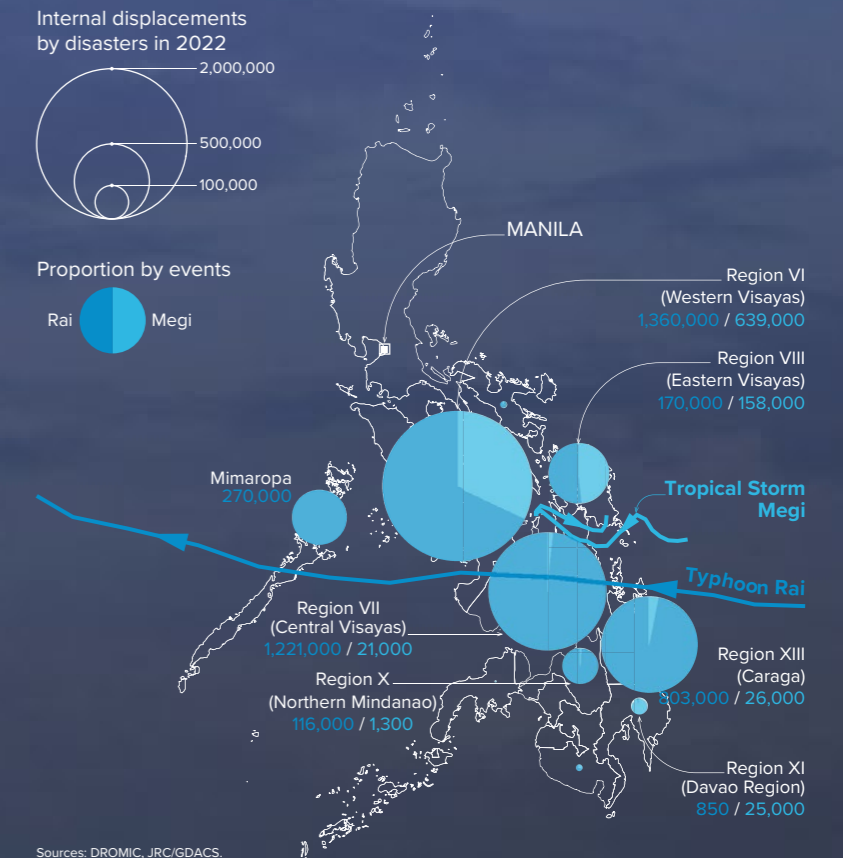 Internal displacements
by disasters in 2022
2,000,000
500,000
100,000
Proportion by events
Rai
Megi
MANILA
Region VI
(Western Visayas)
1,360,000 / 639,000
Region VIII
(Eastern Visayas)
170,000 / 158,000
Mimaropa
270,000
Tropical Storm
Megi
Typhoon Rai
Region VII
(Central Visayas)
1,221,000 / 21,000
Region X
(Northern Mindanao)
116,000 / 1,300
Region XIII
(Caraga)
803,000 / 26,000
Region XI
(Davao Region)
850 / 25,000
Sources: DROMIC, JRC/GDACS.